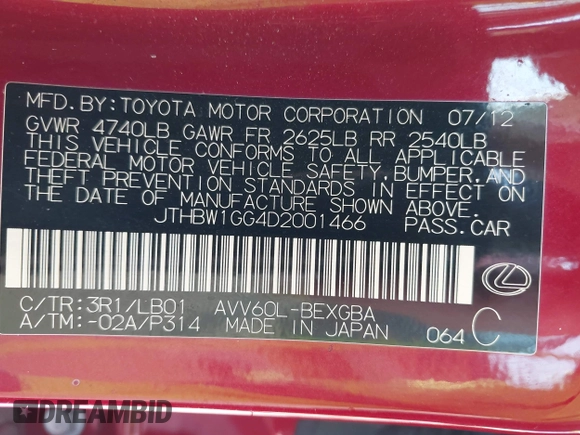 MFD.BY:TOYOTA MOTOR CORPORATION 07/12
GVWR 4740LB GAWR FR 2625LB RR 2540LB
THIS VEHICLE CONFORMS TO ALL APPLICABLE
FEDERAL MOTOR VEHICLE SAFETY,BUMPER,AND
THEFT PREVENTION STANDARDS IN EFFECT ON
THE DATE OF MANUFACTURE SHOWN ABOVE.
JTHBW1GG4D2001466 PASS.CAR
C/TR:3R1/LB01 AVV60L-BEXGBA
A/TM:-02A/P314 MADE IN JAPAN 064 C
DREAMBID